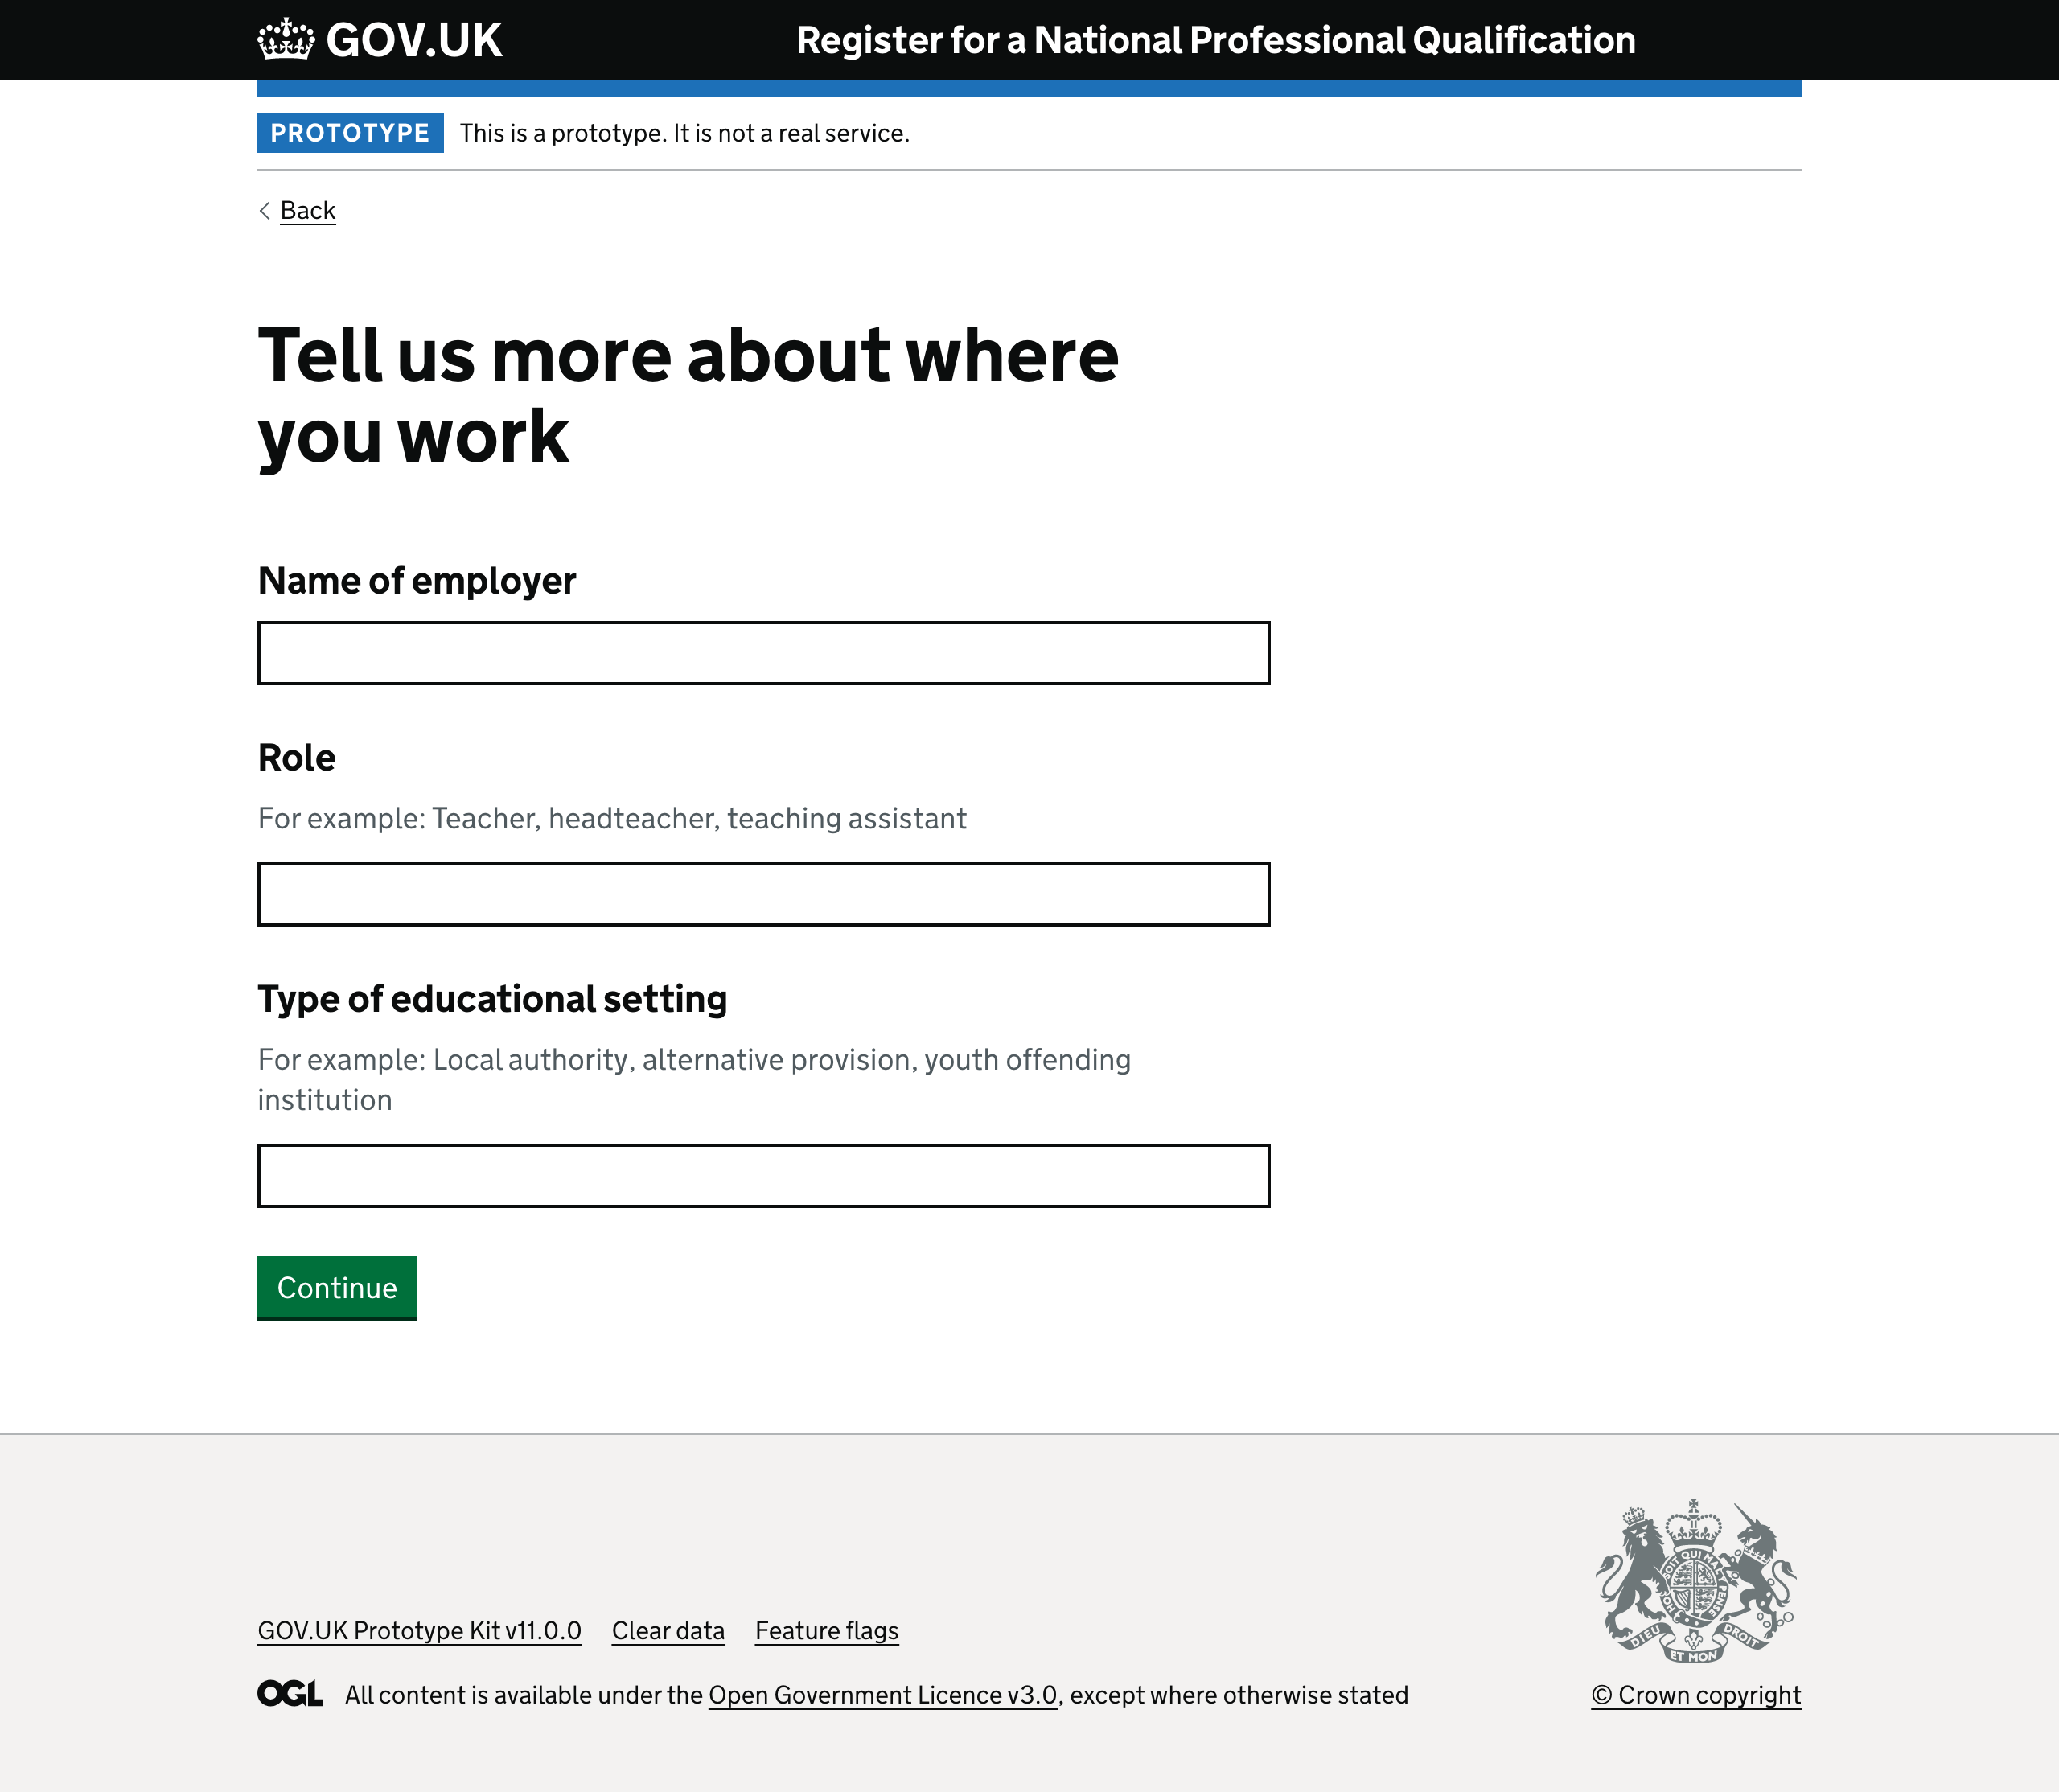 GOV.UK
Register for a National Professional Qualification
PROTOTYPE
This is a prototype. It is not a real service.
Back
Tell us more about where
you work
Name of employer
Role
For example: Teacher, headteacher, teaching assistant
Type of educational setting
For example: Local authority, alternative provision, youth offending
institution
Continue
GOV.UK Prototype Kit v11.0.0
Clear data
Feature flags
OGL
All content is available under the Open Government Licence v3.0, except where otherwise stated
DIEU ET MON DROIT
© Crown copyright